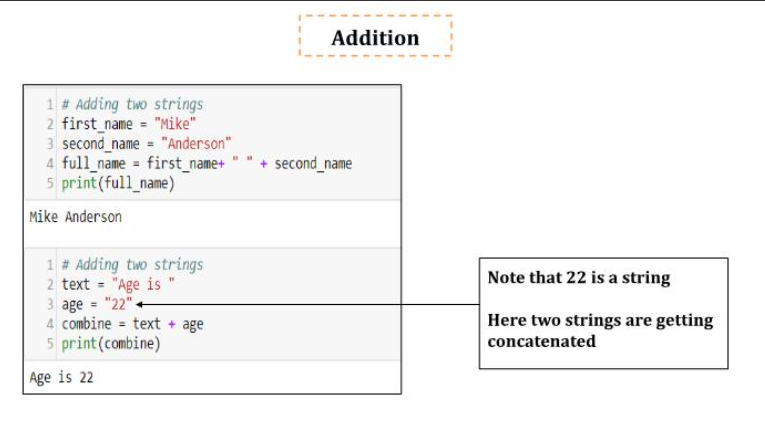 Addition
1 # Adding two strings
2 first_name = "Mike"
3 second_name = "Anderson"
4 full_name = first_name+ " " + second_name
5 print(full_name)
Mike Anderson
1 # Adding two strings
2 text = "Age is "
3 age = "22"
4 combine = text + age
5 print(combine)
Age is 22
Note that 22 is a string
Here two strings are getting
concatenated